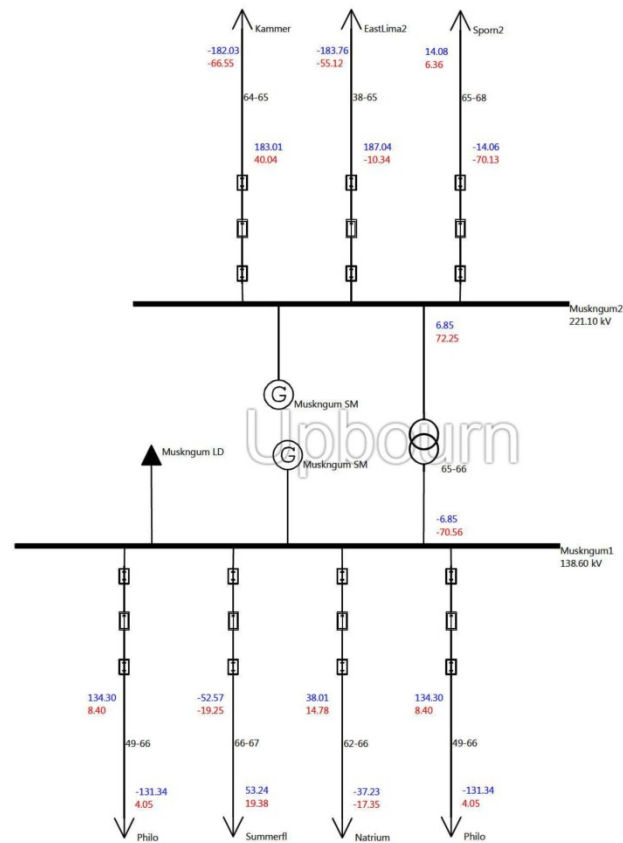 Kammer
EastLima2
Sporn2
-182.03
-66.55
-183.76
-55.12
14.08
6.36
64-65
38-65
65-68
183.01
40.04
187.04
-10.34
-14.06
-70.13
Muskngum2
221.10 kV
6.85
72.25
G
Muskngum SM
Upbourn
Muskngum LD
G
Muskngum SM
65-66
-6.85
-70.56
Muskngum1
138.60 kV
134.30
8.40
-52.57
-19.25
38.01
14.78
134.30
8.40
49-66
66-67
62-66
49-66
-131.34
4.05
53.24
19.38
-37.23
-17.35
-131.34
4.05
Philo
Summerfl
Natrium
Philo